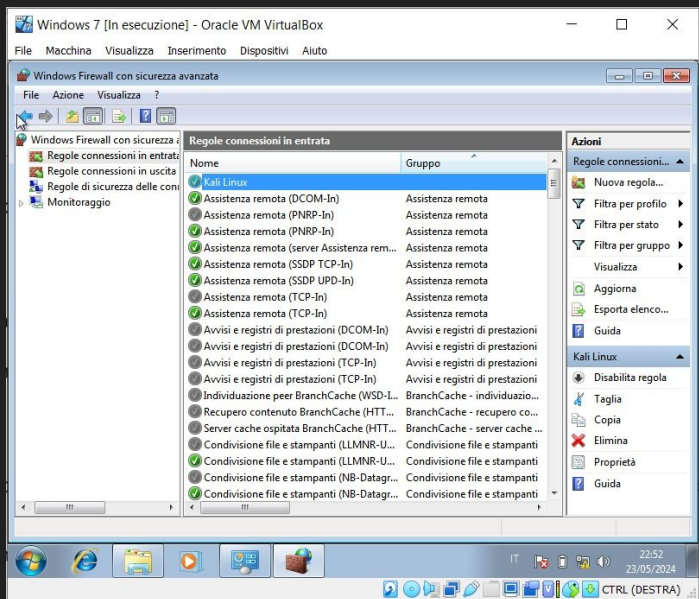 Windows 7 [In esecuzione] - Oracle VM VirtualBox
File Macchina Visualizza Inserimento Dispositivi Aiuto
Windows Firewall con sicurezza avanzata
File Azione Visualizza ?
Windows Firewall con sicurezza a
Regole connessioni in entrata
Regole connessioni in uscita
Regole di sicurezza delle conn
Monitoraggio
Regole connessioni in entrata
Nome Gruppo
Kali Linux
Assistenza remota (DCOM-In) Assistenza remota
Assistenza remota (PNRP-In) Assistenza remota
Assistenza remota (PNRP-In) Assistenza remota
Assistenza remota (server Assistenza rem... Assistenza remota
Assistenza remota (SSDP TCP-In) Assistenza remota
Assistenza remota (SSDP UPD-In) Assistenza remota
Assistenza remota (TCP-In) Assistenza remota
Assistenza remota (TCP-In) Assistenza remota
Avvisi e registri di prestazioni (DCOM-In) Avvisi e registri di prestazioni
Avvisi e registri di prestazioni (DCOM-In) Avvisi e registri di prestazioni
Avvisi e registri di prestazioni (TCP-In) Avvisi e registri di prestazioni
Avvisi e registri di prestazioni (TCP-In) Avvisi e registri di prestazioni
Individuazione peer BranchCache (WSD-I... BranchCache - individuazio...
Recupero contenuto BranchCache (HTT... BranchCache - recupero co...
Server cache ospitata BranchCache (HTT... BranchCache - server cache ...
Condivisione file e stampanti (LLMNR-U... Condivisione file e stampanti
Condivisione file e stampanti (LLMNR-U... Condivisione file e stampanti
Condivisione file e stampanti (NB-Datagr... Condivisione file e stampanti
Condivisione file e stampanti (NB-Datagr... Condivisione file e stampanti
Azioni
Regole connessioni...
Nuova regola...
Filtra per profilo
Filtra per stato
Filtra per gruppo
Visualizza
Aggiorna
Esporta elenco...
Guida
Kali Linux
Disabilita regola
Taglia
Copia
Elimina
Proprietà
Guida
IT
22:52
23/05/2024
CTRL (DESTRA)